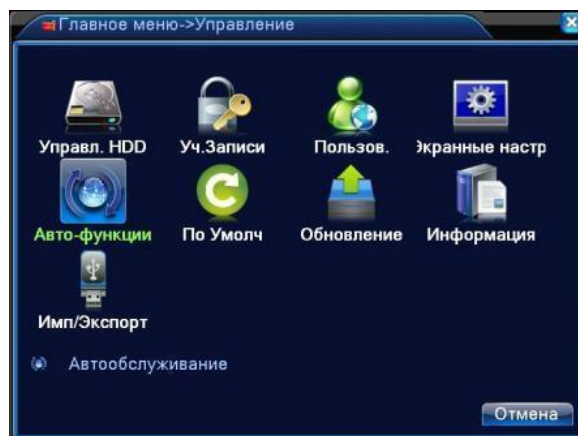 Главное меню->Управление
Управл. HDD Уч.Записи Пользов. Экранные настр
Авто-функции По Умолч Обновление Информация
Имп/Экспорт
Автообслуживание
Отмена